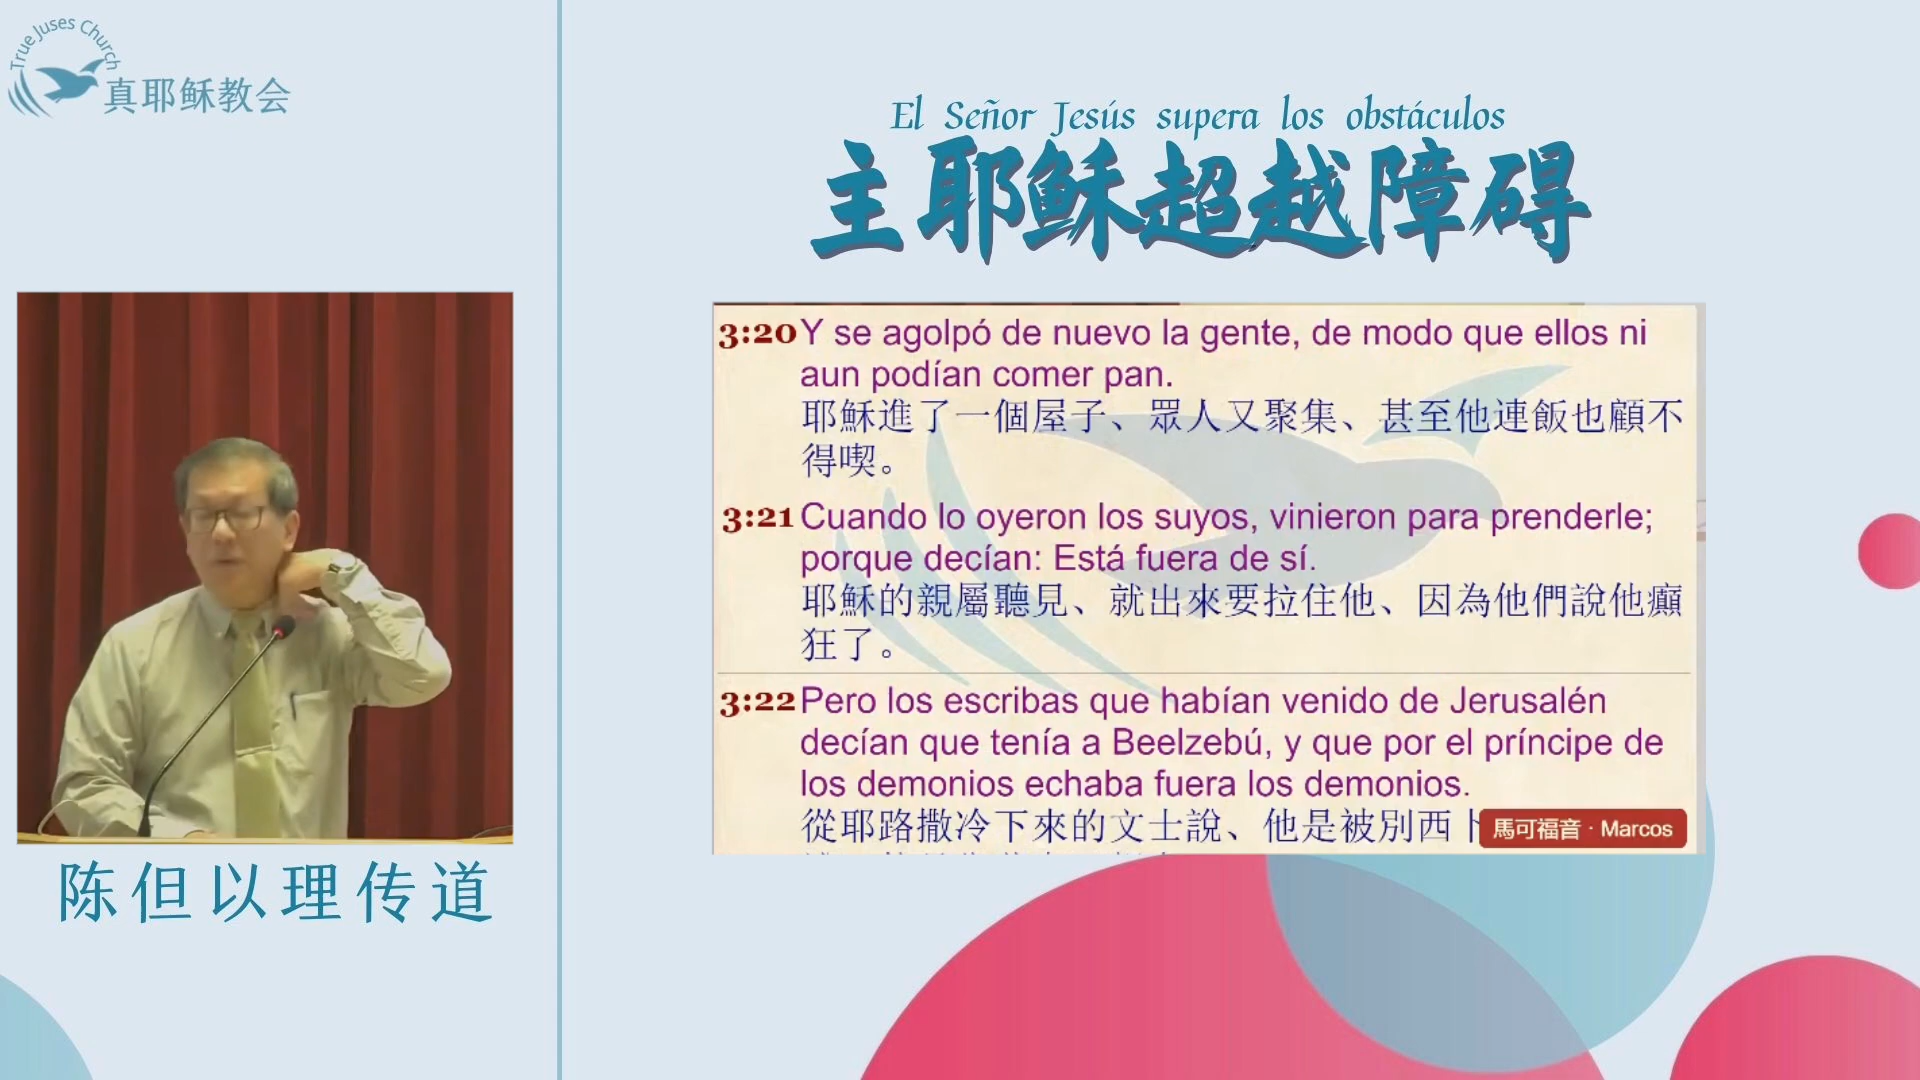 True Juses Church
真耶稣教会
El Señor Jesús supera los obstáculos
主耶稣超越障碍
3:20 Y se agolpó de nuevo la gente, de modo que ellos ni
aun podían comer pan.
耶穌進了一個屋子、眾人又聚集、甚至他連飯也顧不
得喫。
3:21 Cuando lo oyeron los suyos, vinieron para prenderle;
porque decían: Está fuera de sí.
耶穌的親屬聽見、就出來要拉住他、因為他們說他癲
狂了。
3:22 Pero los escribas que habían venido de Jerusalén
decían que tenía a Beelzebú, y que por el príncipe de
los demonios echaba fuera los demonios.
從耶路撒冷下來的文士說、他是被別西卜
馬可福音 · Marcos
陈但以理传道